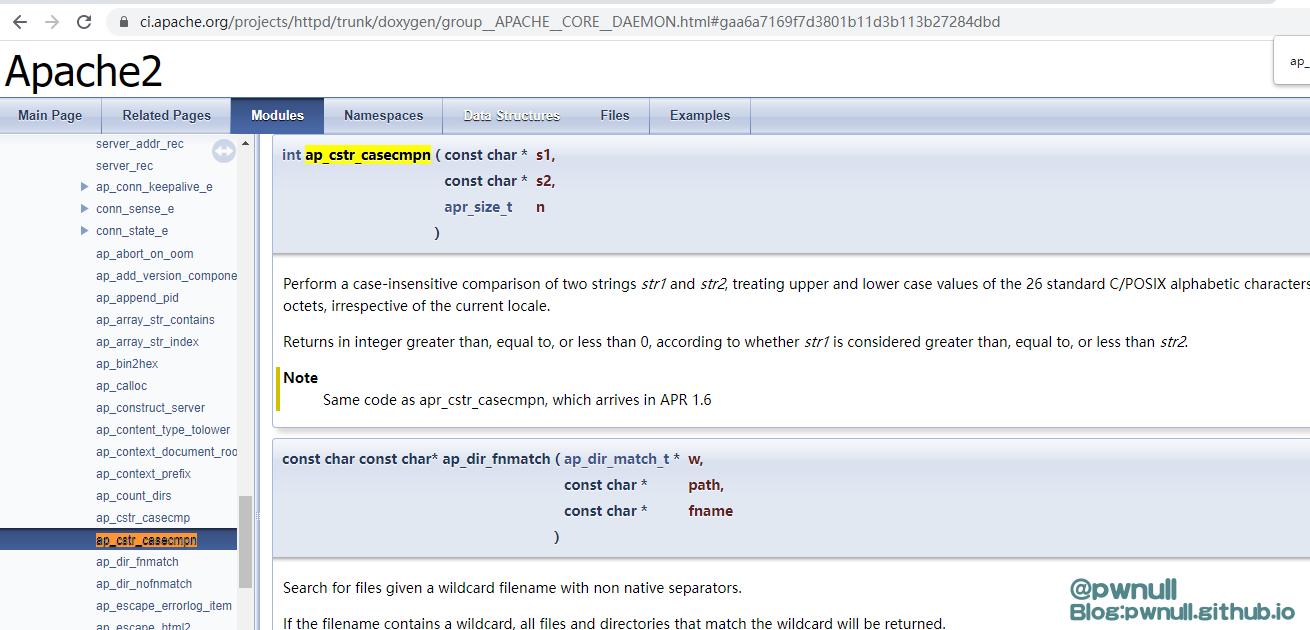 ci.apache.org/projects/httpd/trunk/doxygen/group__APACHE__CORE__DAEMON.html#gaa6a7169f7d3801b11d3b113b27284dbd
ap_
Apache2
Main Page Related Pages Modules Namespaces Data Structures Files Examples
server_addr_rec
server_rec
ap_conn_keepalive_e
conn_sense_e
conn_state_e
ap_abort_on_oom
ap_add_version_compone
ap_append_pid
ap_array_str_contains
ap_array_str_index
ap_bin2hex
ap_calloc
ap_construct_server
ap_content_type_tolower
ap_context_document_roo
ap_context_prefix
ap_count_dirs
ap_cstr_casecmp
ap_cstr_casecmpn
ap_dir_fnmatch
ap_dir_nofnmatch
ap_escape_errorlog_item
ap_escape_html2
int ap_cstr_casecmpn ( const char * s1,
const char * s2,
apr_size_t n
)
Perform a case-insensitive comparison of two strings str1 and str2, treating upper and lower case values of the 26 standard C/POSIX alphabetic characters
octets, irrespective of the current locale.
Returns in integer greater than, equal to, or less than 0, according to whether str1 is considered greater than, equal to, or less than str2.
Note
Same code as apr_cstr_casecmpn, which arrives in APR 1.6
const char const char* ap_dir_fnmatch ( ap_dir_match_t * w,
const char * path,
const char * fname
)
Search for files given a wildcard filename with non native separators.
If the filename contains a wildcard, all files and directories that match the wildcard will be returned.
@pwnull
Blog:pwnull.github.io